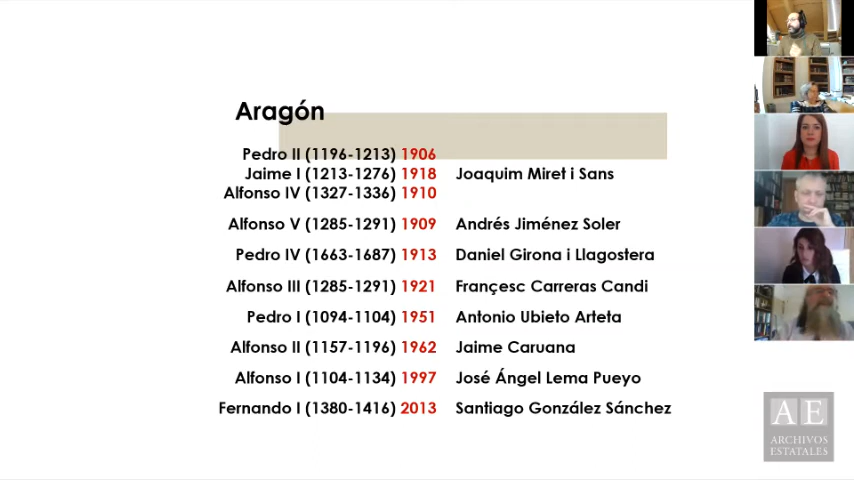 Aragón
Pedro II (1196-1213) 1906
Jaime I (1213-1276) 1918 Joaquim Miret i Sans
Alfonso IV (1327-1336) 1910
Alfonso V (1285-1291) 1909 Andrés Jiménez Soler
Pedro IV (1663-1687) 1913 Daniel Girona i Llagostera
Alfonso III (1285-1291) 1921 Françesc Carreras Candi
Pedro I (1094-1104) 1951 Antonio Ubieto Arteta
Alfonso II (1157-1196) 1962 Jaime Caruana
Alfonso I (1104-1134) 1997 José Ángel Lema Pueyo
Fernando I (1380-1416) 2013 Santiago González Sánchez
AE
ARCHIVOS
ESTATALES